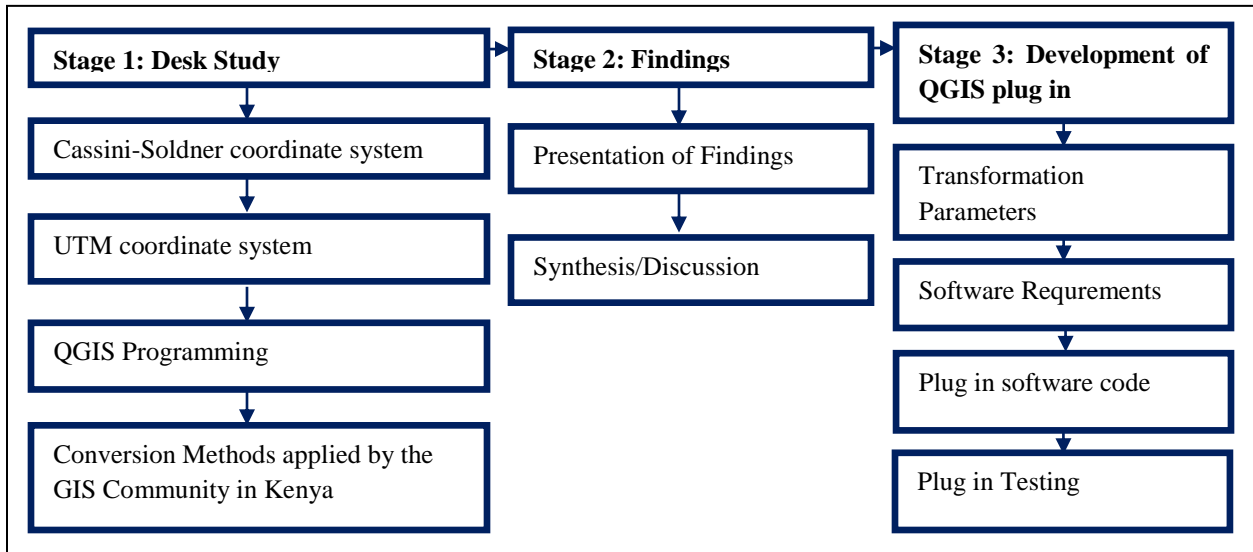 Stage 1: Desk Study
Cassini-Soldner coordinate system
UTM coordinate system
QGIS Programming
Conversion Methods applied by the
GIS Community in Kenya
Stage 2: Findings
Presentation of Findings
Synthesis/Discussion
Stage 3: Development of
QGIS plug in
Transformation
Parameters
Software Requrements
Plug in software code
Plug in Testing